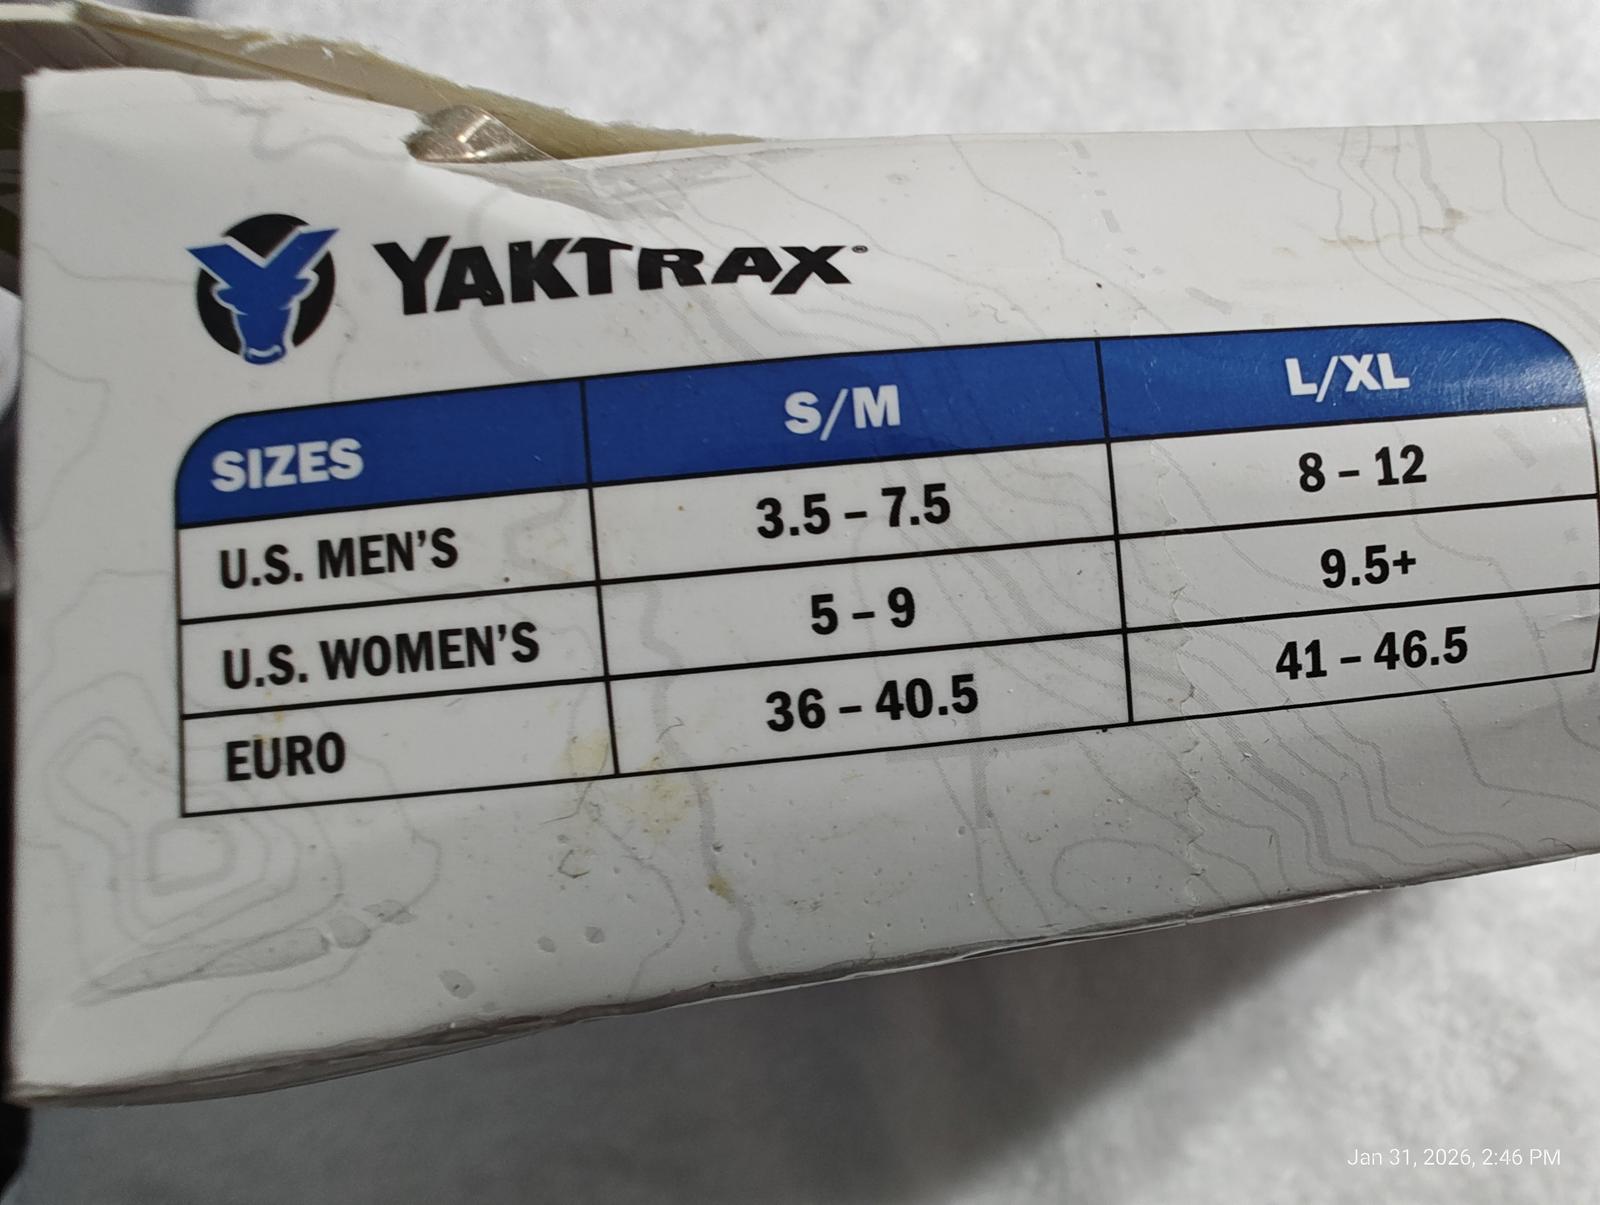 YAKTRAX®
SIZES S/M L/XL
U.S. MEN'S 3.5 – 7.5 8 – 12
U.S. WOMEN'S 5 – 9 9.5+
EURO 36 – 40.5 41 – 46.5
Jan 31, 2026, 2:46 PM